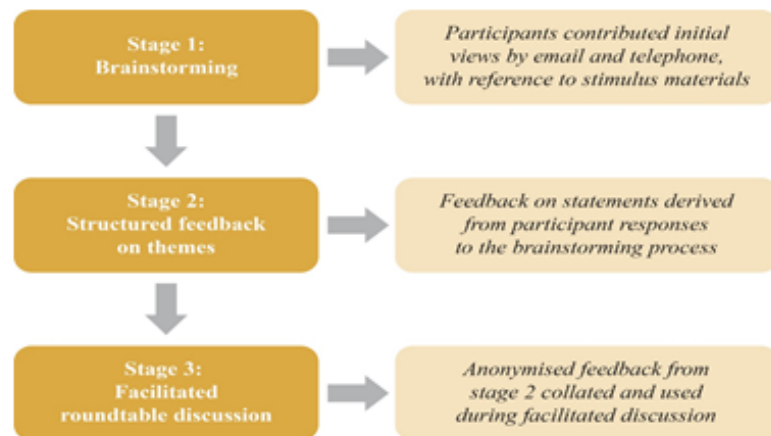 Stage 1:
Brainstorming
Participants contributed initial
views by email and telephone,
with reference to stimulus materials
Stage 2:
Structured feedback
on themes
Feedback on statements derived
from participant responses
to the brainstorming process
Stage 3:
Facilitated
roundtable discussion
Anonymised feedback from
stage 2 collated and used
during facilitated discussion